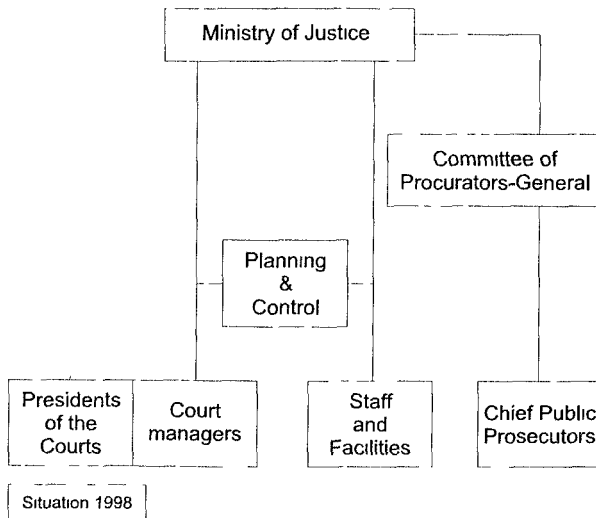 Ministry of Justice
Committee of
Procurators-General
Planning
&
Control
Presidents
of the
Courts
Court
managers
Staff
and
Facilities
Chief Public
Prosecutors
Situation 1998